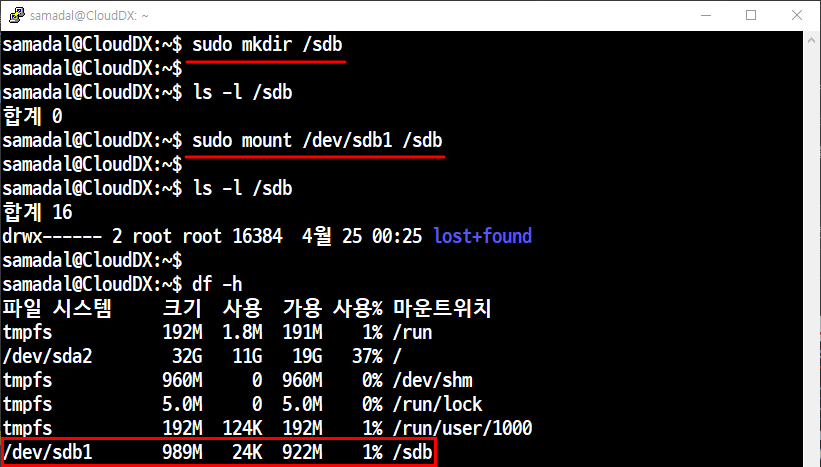 samadal@CloudDX: ~
samadal@CloudDX:~$ sudo mkdir /sdb
samadal@CloudDX:~$
samadal@CloudDX:~$ ls -l /sdb
합계 0
samadal@CloudDX:~$ sudo mount /dev/sdb1 /sdb
samadal@CloudDX:~$
samadal@CloudDX:~$ ls -l /sdb
합계 16
drwx------ 2 root root 16384  4월 25 00:25 lost+found
samadal@CloudDX:~$
samadal@CloudDX:~$ df -h
파일 시스템     크기  사용  가용 사용% 마운트위치
tmpfs           192M  1.8M  191M    1% /run
/dev/sda2        32G   11G   19G   37% /
tmpfs           960M     0  960M    0% /dev/shm
tmpfs           5.0M     0  5.0M    0% /run/lock
tmpfs           192M  124K  192M    1% /run/user/1000
/dev/sdb1       989M   24K  922M    1% /sdb